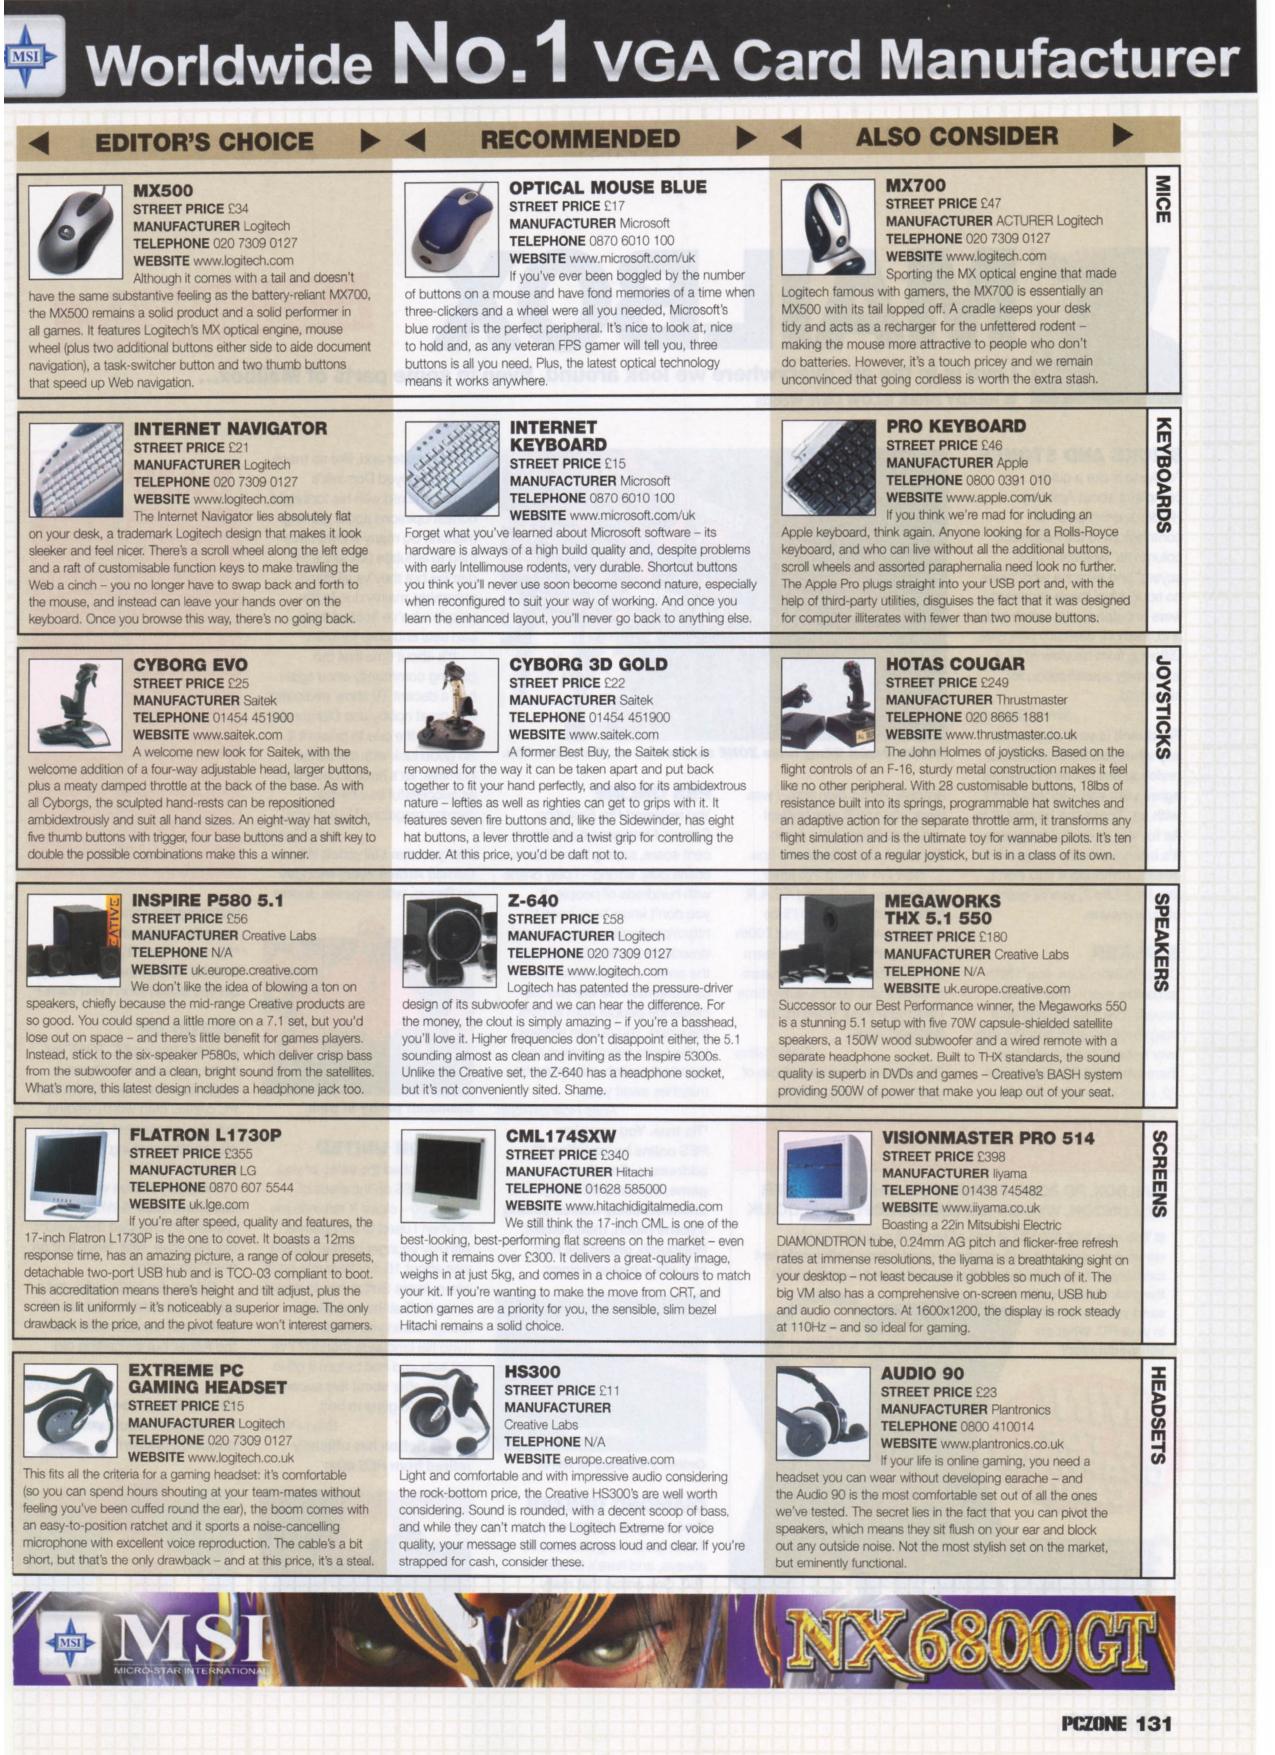 MSI
Worldwide No.1 VGA Card Manufacturer
EDITOR'S CHOICE
RECOMMENDED
ALSO CONSIDER
MICE
MX500
STREET PRICE £34
MANUFACTURER Logitech
TELEPHONE 020 7309 0127
WEBSITE www.logitech.com
Although it comes with a tail and doesn't
have the same substantive feeling as the battery-reliant MX700,
the MX500 remains a solid product and a solid performer in
all games. It features Logitech's MX optical engine, mouse
wheel (plus two additional buttons either side to aide document
navigation), a task-switcher button and two thumb buttons
that speed up Web navigation.
OPTICAL MOUSE BLUE
STREET PRICE £17
MANUFACTURER Microsoft
TELEPHONE 0870 6010 100
WEBSITE www.microsoft.com/uk
If you've ever been boggled by the number
of buttons on a mouse and have fond memories of a time when
three-clickers and a wheel were all you needed, Microsoft's
blue rodent is the perfect peripheral. It's nice to look at, nice
to hold and, as any veteran FPS gamer will tell you, three
buttons is all you need. Plus, the latest optical technology
means it works anywhere.
MX700
STREET PRICE £47
MANUFACTURER ACTURER Logitech
TELEPHONE 020 7309 0127
WEBSITE www.logitech.com
Sporting the MX optical engine that made
Logitech famous with gamers, the MX700 is essentially an
MX500 with its tail lopped off. A cradle keeps your desk
tidy and acts as a recharger for the unfettered rodent –
making the mouse more attractive to people who don't
do batteries. However, it's a touch pricey and we remain
unconvinced that going cordless is worth the extra stash.
KEYBOARDS
INTERNET NAVIGATOR
STREET PRICE £21
MANUFACTURER Logitech
TELEPHONE 020 7309 0127
WEBSITE www.logitech.com
The Internet Navigator lies absolutely flat
on your desk, a trademark Logitech design that makes it look
sleeker and feel nicer. There's a scroll wheel along the left edge
and a raft of customisable function keys to make trawling the
Web a cinch – you no longer have to swap back and forth to
the mouse, and instead can leave your hands over on the
keyboard. Once you browse this way, there's no going back.
INTERNET
KEYBOARD
STREET PRICE £15
MANUFACTURER Microsoft
TELEPHONE 0870 6010 100
WEBSITE www.microsoft.com/uk
Forget what you've learned about Microsoft software – its
hardware is always of a high build quality and, despite problems
with early Intellimouse rodents, very durable. Shortcut buttons
you think you'll never use soon become second nature, especially
when reconfigured to suit your way of working. And once you
learn the enhanced layout, you'll never go back to anything else.
PRO KEYBOARD
STREET PRICE £46
MANUFACTURER Apple
TELEPHONE 0800 0391 010
WEBSITE www.apple.com/uk
If you think we're mad for including an
Apple keyboard, think again. Anyone looking for a Rolls-Royce
keyboard, and who can live without all the additional buttons,
scroll wheels and assorted paraphernalia need look no further.
The Apple Pro plugs straight into your USB port and, with the
help of third-party utilities, disguises the fact that it was designed
for computer illiterates with fewer than two mouse buttons.
JOYSTICKS
CYBORG EVO
STREET PRICE £25
MANUFACTURER Saitek
TELEPHONE 01454 451900
WEBSITE www.saitek.com
A welcome new look for Saitek, with the
welcome addition of a four-way adjustable head, larger buttons,
plus a meaty damped throttle at the back of the base. As with
all Cyborgs, the sculpted hand-rests can be repositioned
ambidextrously and suit all hand sizes. An eight-way hat switch,
five thumb buttons with trigger, four base buttons and a shift key to
double the possible combinations make this a winner.
CYBORG 3D GOLD
STREET PRICE £22
MANUFACTURER Saitek
TELEPHONE 01454 451900
WEBSITE www.saitek.com
A former Best Buy, the Saitek stick is
renowned for the way it can be taken apart and put back
together to fit your hand perfectly, and also for its ambidextrous
nature – lefties as well as righties can get to grips with it. It
features seven fire buttons and, like the Sidewinder, has eight
hat buttons, a lever throttle and a twist grip for controlling the
rudder. At this price, you'd be daft not to.
HOTAS COUGAR
STREET PRICE £249
MANUFACTURER Thrustmaster
TELEPHONE 020 8665 1881
WEBSITE www.thrustmaster.co.uk
The John Holmes of joysticks. Based on the
flight controls of an F-16, sturdy metal construction makes it feel
like no other peripheral. With 28 customisable buttons, 18lbs of
resistance built into its springs, programmable hat switches and
an adaptive action for the separate throttle arm, it transforms any
flight simulation and is the ultimate toy for wannabe pilots. It's ten
times the cost of a regular joystick, but is in a class of its own.
SPEAKERS
INSPIRE P580 5.1
STREET PRICE £56
MANUFACTURER Creative Labs
TELEPHONE N/A
WEBSITE uk.europe.creative.com
We don't like the idea of blowing a ton on
speakers, chiefly because the mid-range Creative products are
so good. You could spend a little more on a 7.1 set, but you'd
lose out on space – and there's little benefit for games players.
Instead, stick to the six-speaker P580s, which deliver crisp bass
from the subwoofer and a clean, bright sound from the satellites.
What's more, this latest design includes a headphone jack too.
Z-640
STREET PRICE £58
MANUFACTURER Logitech
TELEPHONE 020 7309 0127
WEBSITE www.logitech.com
Logitech has patented the pressure-driver
design of its subwoofer and we can hear the difference. For
the money, the clout is simply amazing – if you're a basshead,
you'll love it. Higher frequencies don't disappoint either, the 5.1
sounding almost as clean and inviting as the Inspire 5300s.
Unlike the Creative set, the Z-640 has a headphone socket,
but it's not conveniently sited. Shame.
MEGAWORKS
THX 5.1 550
STREET PRICE £180
MANUFACTURER Creative Labs
TELEPHONE N/A
WEBSITE uk.europe.creative.com
Successor to our Best Performance winner, the Megaworks 550
is a stunning 5.1 setup with five 70W capsule-shielded satellite
speakers, a 150W wood subwoofer and a wired remote with a
separate headphone socket. Built to THX standards, the sound
quality is superb in DVDs and games – Creative's BASH system
providing 500W of power that make you leap out of your seat.
SCREENS
FLATRON L1730P
STREET PRICE £355
MANUFACTURER LG
TELEPHONE 0870 607 5544
WEBSITE uk.lge.com
If you're after speed, quality and features, the
17-inch Flatron L1730P is the one to covet. It boasts a 12ms
response time, has an amazing picture, a range of colour presets,
detachable two-port USB hub and is TCO-03 compliant to boot.
This accreditation means there's height and tilt adjust, plus the
screen is lit uniformly – it's noticeably a superior image. The only
drawback is the price, and the pivot feature won't interest gamers.
CML174SXW
STREET PRICE £340
MANUFACTURER Hitachi
TELEPHONE 01628 585000
WEBSITE www.hitachidigitalmedia.com
We still think the 17-inch CML is one of the
best-looking, best-performing flat screens on the market – even
though it remains over £300. It delivers a great-quality image,
weighs in at just 5kg, and comes in a choice of colours to match
your kit. If you're wanting to make the move from CRT, and
action games are a priority for you, the sensible, slim bezel
Hitachi remains a solid choice.
VISIONMASTER PRO 514
STREET PRICE £398
MANUFACTURER Iiyama
TELEPHONE 01438 745482
WEBSITE www.iiyama.co.uk
Boasting a 22in Mitsubishi Electric
DIAMONDTRON tube, 0.24mm AG pitch and flicker-free refresh
rates at immense resolutions, the Iiyama is a breathtaking sight on
your desktop – not least because it gobbles so much of it. The
big VM also has a comprehensive on-screen menu, USB hub
and audio connectors. At 1600x1200, the display is rock steady
at 110Hz – and so ideal for gaming.
HEADSETS
EXTREME PC
GAMING HEADSET
STREET PRICE £15
MANUFACTURER Logitech
TELEPHONE 020 7309 0127
WEBSITE www.logitech.co.uk
This fits all the criteria for a gaming headset: it's comfortable
(so you can spend hours shouting at your team-mates without
feeling you've been cuffed round the ear), the boom comes with
an easy-to-position ratchet and it sports a noise-cancelling
microphone with excellent voice reproduction. The cable's a bit
short, but that's the only drawback – and at this price, it's a steal.
HS300
STREET PRICE £11
MANUFACTURER
Creative Labs
TELEPHONE N/A
WEBSITE europe.creative.com
Light and comfortable and with impressive audio considering
the rock-bottom price, the Creative HS300's are well worth
considering. Sound is rounded, with a decent scoop of bass,
and while they can't match the Logitech Extreme for voice
quality, your message still comes across loud and clear. If you're
strapped for cash, consider these.
AUDIO 90
STREET PRICE £23
MANUFACTURER Plantronics
TELEPHONE 0800 410014
WEBSITE www.plantronics.co.uk
If your life is online gaming, you need a
headset you can wear without developing earache – and
the Audio 90 is the most comfortable set out of all the ones
we've tested. The secret lies in the fact that you can pivot the
speakers, which means they sit flush on your ear and block
out any outside noise. Not the most stylish set on the market,
but eminently functional.
MSI
MSI
MICRO-STAR INTERNATIONAL
NX6800GT
PCZONE 131